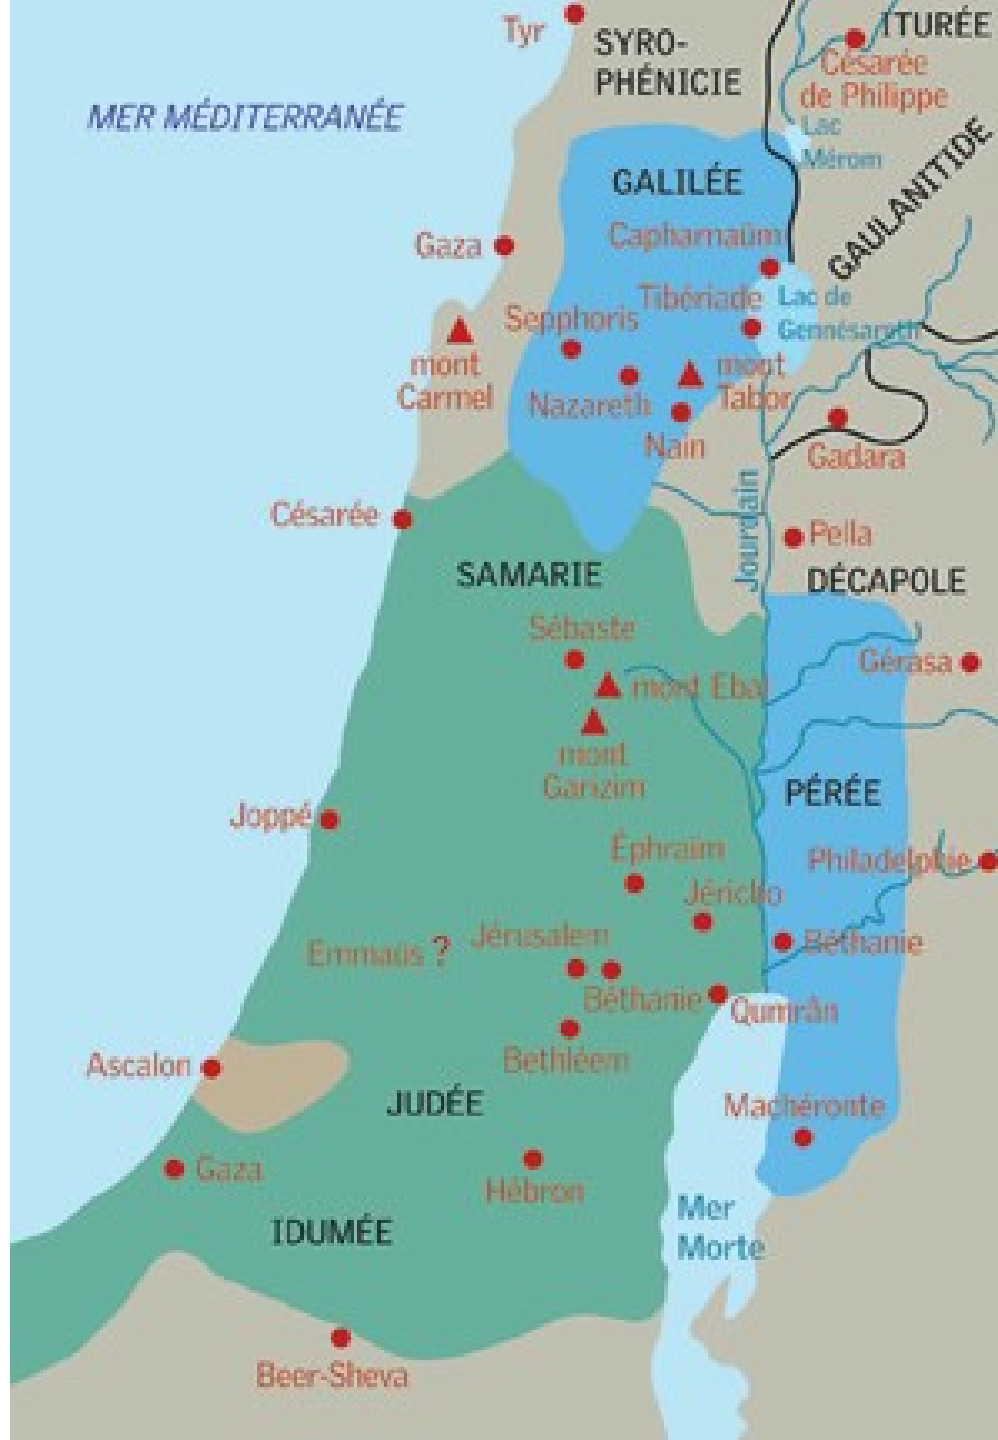 Tyr
SYRO-
PHÉNICIE
ITURÉE
Césarée
de Philippe
MER MÉDITERRANÉE
Lac
Mérom
GAULANITIDE
GALILÉE
Capharnaüm
Gaza
Tibériade
Lac de
Gennésareth
Sepphoris
mont
Carmel
mont
Tabor
Nazareth
Nain
Gadara
Césarée
Jourdain
Pella
SAMARIE
DÉCAPOLE
Sébaste
Gérasa
mont Ebal
mont
Garizim
PÉRÉE
Joppé
Éphraïm
Philadelphie
Jéricho
Emmaüs ?
Jérusalem
Béthanie
Béthanie
Qumrân
Bethléem
Ascalon
JUDÉE
Machéronte
Gaza
Hébron
Mer
Morte
IDUMÉE
Beer-Sheva